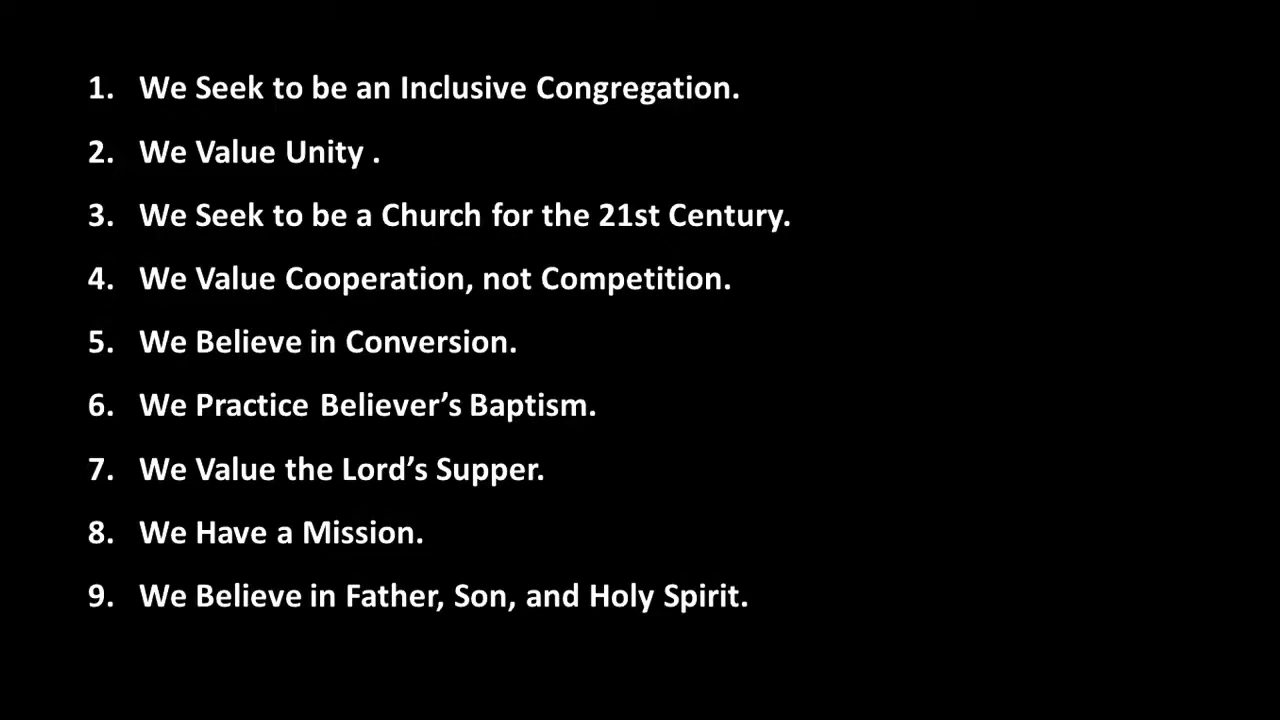 1. We Seek to be an Inclusive Congregation.
2. We Value Unity .
3. We Seek to be a Church for the 21st Century.
4. We Value Cooperation, not Competition.
5. We Believe in Conversion.
6. We Practice Believer’s Baptism.
7. We Value the Lord’s Supper.
8. We Have a Mission.
9. We Believe in Father, Son, and Holy Spirit.